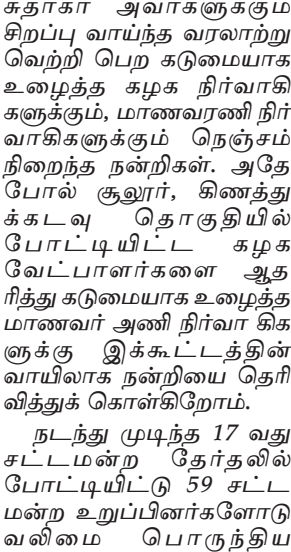 சுதாகா அவாகளுக்கும்
சிறப்பு வாய்ந்த வரலாற்று
வெற்றி பெற கடுமையாக
உழைத்த கழக நிர்வாகி
களுக்கும், மாணவரணி நிர்
வாகிகளுக்கும் நெஞ்சம்
நிறைந்த நன்றிகள். அதே
போல் சூலூர், கிணத்து
க்கடவு தொகுதியில்
போட்டியிட்ட கழக
வேட்பாளர்களை ஆத
ரித்து கடுமையாக உழைத்த
மாணவர் அணி நிர்வா கிக
ளுக்கு இக்கூட்டத்தின்
வாயிலாக நன்றியை தெரி
வித்துக் கொள்கிறோம்.
நடந்து முடிந்த 17 வது
சட்டமன்ற தேர்தலில்
போட்டியிட்டு 59 சட்ட
மன்ற உறுப்பினர்களோடு
வலிமை பொருந்திய